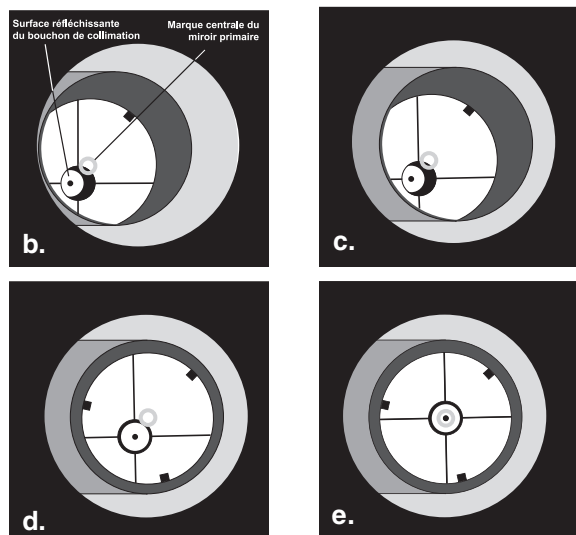 Surface réfléchissante
du bouchon de collimation
Marque centrale du
miroir primaire
b.
c.
d.
e.